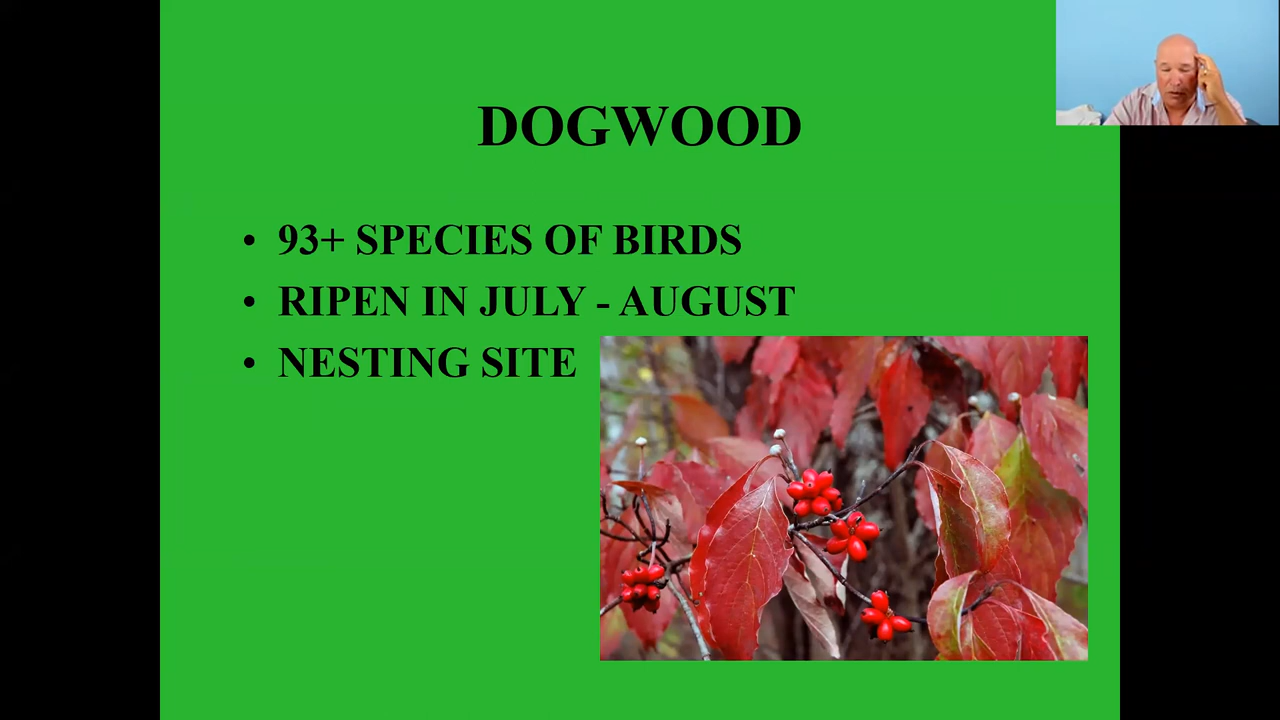 DOGWOOD
• 93+ SPECIES OF BIRDS
• RIPEN IN JULY - AUGUST
• NESTING SITE